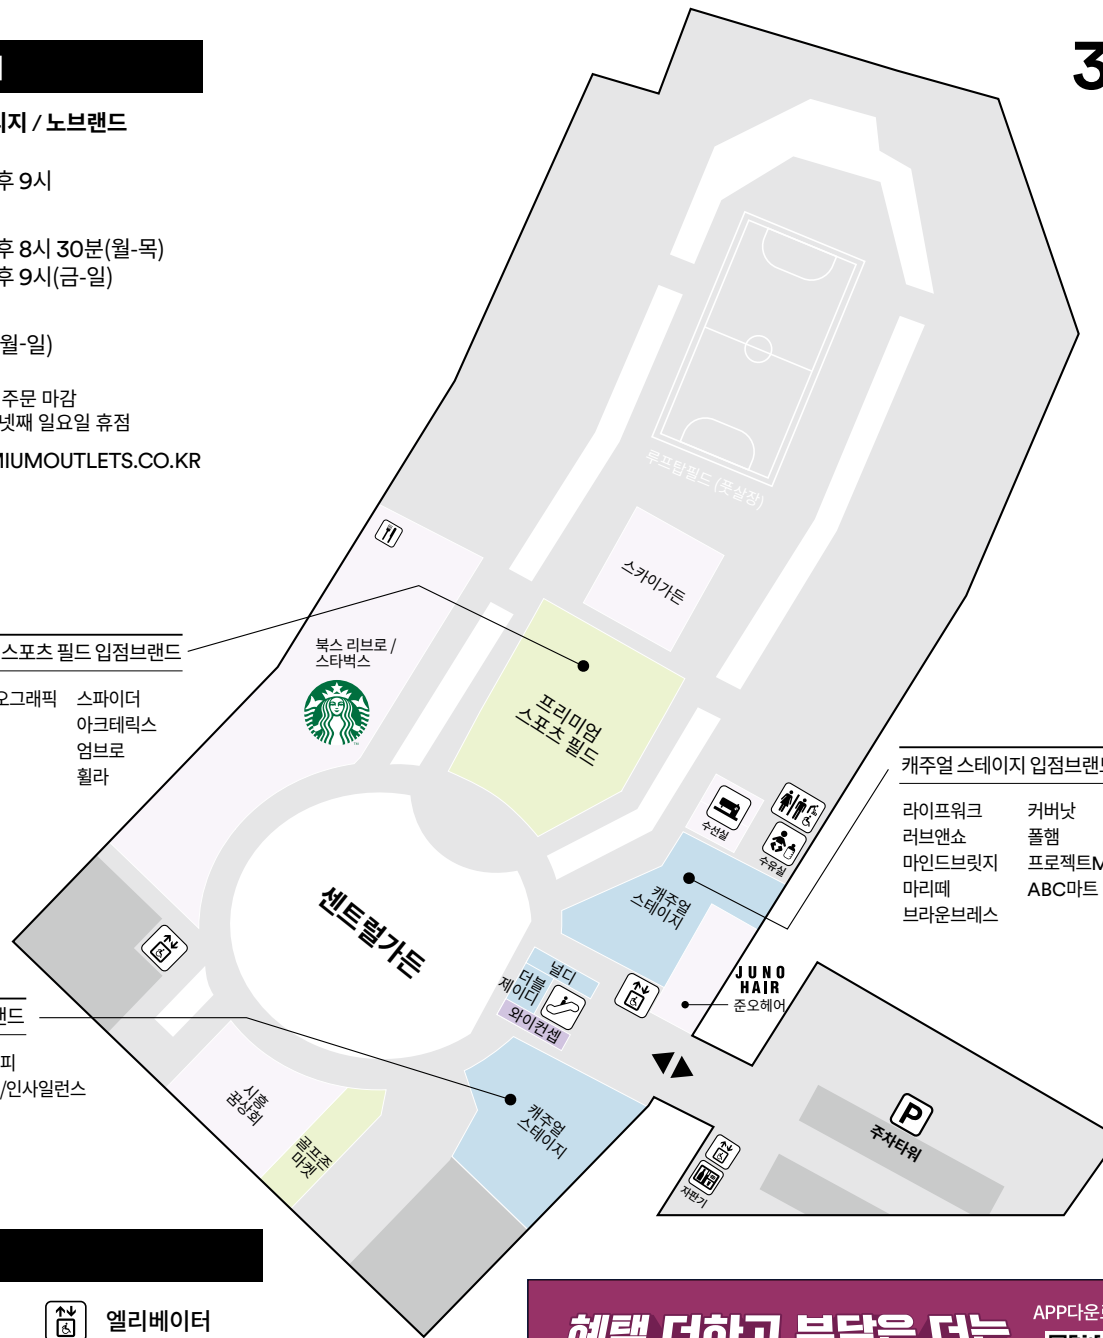 3
/ 노브랜드
후 9시
후 8시 30분(월-목)
후 9시(금-일)
월-일)
주문 마감
넷째 일요일 휴점
MIUMOUTLETS.CO.KR
루프탑필드 (풋살장)
스카이가든
북스 리브로 /
스타벅스
스포츠 필드 입점브랜드
오그래픽
스파이더
아크테릭스
엄브로
휠라
프리미엄
스포츠 필드
캐주얼 스테이지 입점브랜드
라이프워크
러브앤쇼
마인드브릿지
마리떼
브라운브레스
커버낫
폴햄
프로젝트M
ABC마트
수선실
수유실
캐주얼
스테이지
센트럴가든
널디
더블
제이디
와이컨셉
JUNO
HAIR
준오헤어
랜드
피
/인사일런스
시흥
꿈상회
골프존
마켓
캐주얼
스테이지
P
주차타워
자판기
엘리베이터
혜택 더하고 부담은 더는
APP다운로